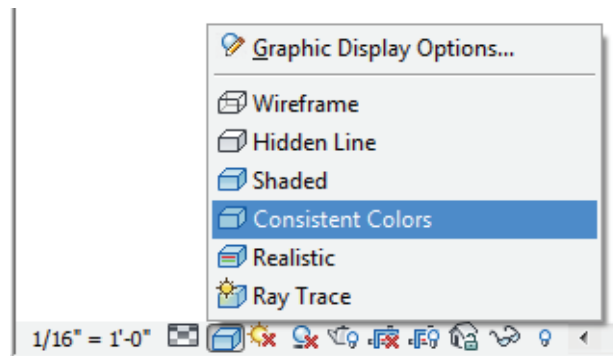 Graphic Display Options...
Wireframe
Hidden Line
Shaded
Consistent Colors
Realistic
Ray Trace
1/16" = 1'-0"